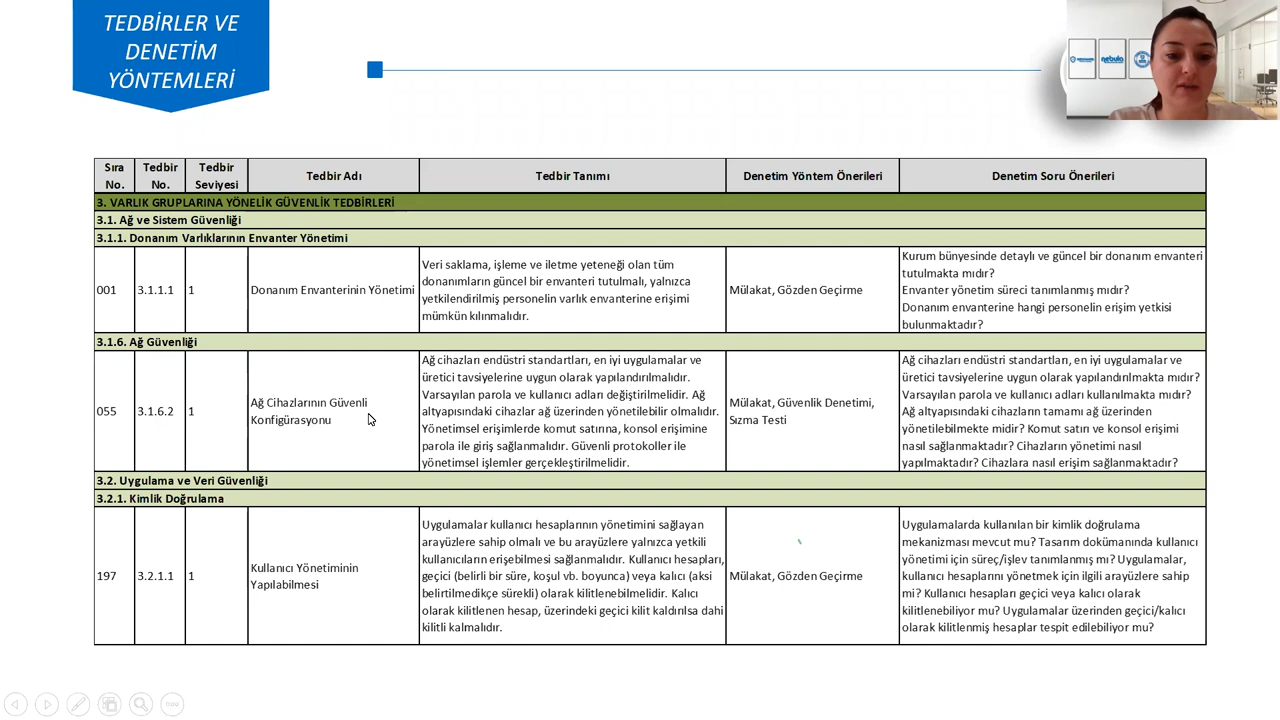 TEDBİRLER VE
DENETİM
YÖNTEMLERİ
nebula
Sıra No.
Tedbir No.
Tedbir Seviyesi
Tedbir Adı
Tedbir Tanımı
Denetim Yöntem Önerileri
Denetim Soru Önerileri
3. VARLIK GRUPLARINA YÖNELİK GÜVENLİK TEDBİRLERİ
3.1. Ağ ve Sistem Güvenliği
3.1.1. Donanım Varlıklarının Envanter Yönetimi
001
3.1.1.1
1
Donanım Envanterinin Yönetimi
Veri saklama, işleme ve iletme yeteneği olan tüm
donanımların güncel bir envanteri tutulmalı, yalnızca
yetkilendirilmiş personelin varlık envanterine erişimi
mümkün kılınmalıdır.
Mülakat, Gözden Geçirme
Kurum bünyesinde detaylı ve güncel bir donanım envanteri
tutulmakta mıdır?
Envanter yönetim süreci tanımlanmış mıdır?
Donanım envanterine hangi personelin erişim yetkisi
bulunmaktadır?
3.1.6. Ağ Güvenliği
055
3.1.6.2
1
Ağ Cihazlarının Güvenli
Konfigürasyonu
Ağ cihazları endüstri standartları, en iyi uygulamalar ve
üretici tavsiyelerine uygun olarak yapılandırılmalıdır.
Varsayılan parola ve kullanıcı adları değiştirilmelidir. Ağ
altyapısındaki cihazlar ağ üzerinden yönetilebilir olmalıdır.
Yönetimsel erişimlerde komut satırına, konsol erişimine
parola ile giriş sağlanmalıdır. Güvenli protokoller ile
yönetimsel işlemler gerçekleştirilmelidir.
Mülakat, Güvenlik Denetimi,
Sızma Testi
Ağ cihazları endüstri standartları, en iyi uygulamalar ve
üretici tavsiyelerine uygun olarak yapılandırılmakta mıdır?
Varsayılan parola ve kullanıcı adları kullanılmakta mıdır?
Ağ altyapısındaki cihazların tamamı ağ üzerinden
yönetilebilmekte midir? Komut satırı ve konsol erişimi
nasıl sağlanmaktadır? Cihazların yönetimi nasıl
yapılmaktadır? Cihazlara nasıl erişim sağlanmaktadır?
3.2. Uygulama ve Veri Güvenliği
3.2.1. Kimlik Doğrulama
197
3.2.1.1
1
Kullanıcı Yönetiminin
Yapılabilmesi
Uygulamalar kullanıcı hesaplarının yönetimini sağlayan
arayüzlere sahip olmalı ve bu arayüzlere yalnızca yetkili
kullanıcıların erişebilmesi sağlanmalıdır. Kullanıcı hesapları,
geçici (belirli bir süre, koşul vb. boyunca) veya kalıcı (aksi
belirtilmedikçe sürekli) olarak kilitlenebilmelidir. Kalıcı
olarak kilitlenen hesap, üzerindeki geçici kilit kaldırılsa dahi
kilitli kalmalıdır.
Mülakat, Gözden Geçirme
Uygulamalarda kullanılan bir kimlik doğrulama
mekanizması mevcut mu? Tasarım dokümanında kullanıcı
yönetimi için süreç/işlev tanımlanmış mı? Uygulamalar,
kullanıcı hesaplarını yönetmek için ilgili arayüzlere sahip
mi? Kullanıcı hesapları geçici veya kalıcı olarak
kilitlenebiliyor mu? Uygulamalar üzerinden geçici/kalıcı
olarak kilitlenmiş hesaplar tespit edilebiliyor mu?